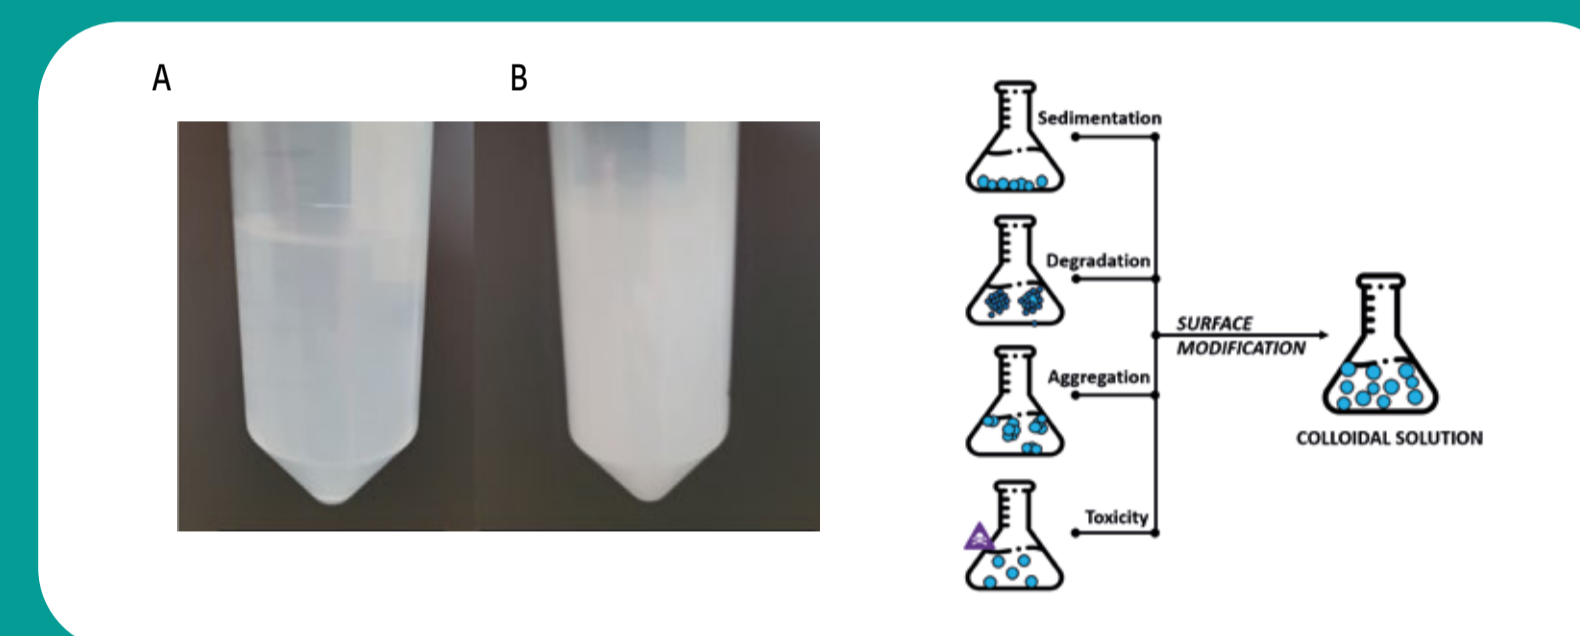 A
B
Sedimentation
Degradation
Aggregation
Toxicity
SURFACE
MODIFICATION
COLLOIDAL SOLUTION